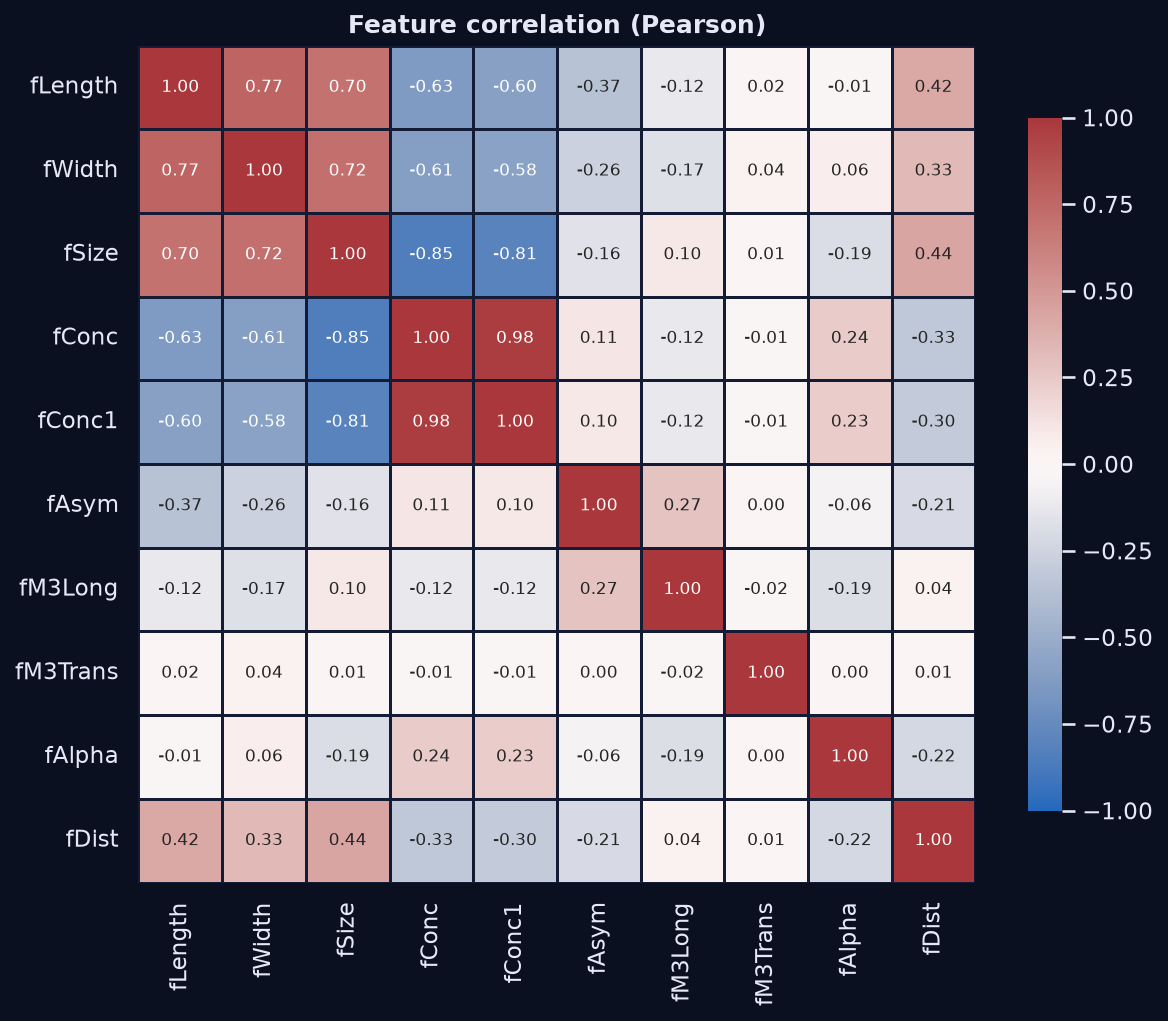 Feature correlation (Pearson)
fLength 1.00 0.77 0.70 -0.63 -0.60 -0.37 -0.12 0.02 -0.01 0.42
fWidth 0.77 1.00 0.72 -0.61 -0.58 -0.26 -0.17 0.04 0.06 0.33
fSize 0.70 0.72 1.00 -0.85 -0.81 -0.16 0.10 0.01 -0.19 0.44
fConc -0.63 -0.61 -0.85 1.00 0.98 0.11 -0.12 -0.01 0.24 -0.33
fConc1 -0.60 -0.58 -0.81 0.98 1.00 0.10 -0.12 -0.01 0.23 -0.30
fAsym -0.37 -0.26 -0.16 0.11 0.10 1.00 0.27 0.00 -0.06 -0.21
fM3Long -0.12 -0.17 0.10 -0.12 -0.12 0.27 1.00 -0.02 -0.19 0.04
fM3Trans 0.02 0.04 0.01 -0.01 -0.01 0.00 -0.02 1.00 0.00 0.01
fAlpha -0.01 0.06 -0.19 0.24 0.23 -0.06 -0.19 0.00 1.00 -0.22
fDist 0.42 0.33 0.44 -0.33 -0.30 -0.21 0.04 0.01 -0.22 1.00
fLength fWidth fSize fConc fConc1 fAsym fM3Long fM3Trans fAlpha fDist
1.00
0.75
0.50
0.25
0.00
−0.25
−0.50
−0.75
−1.00